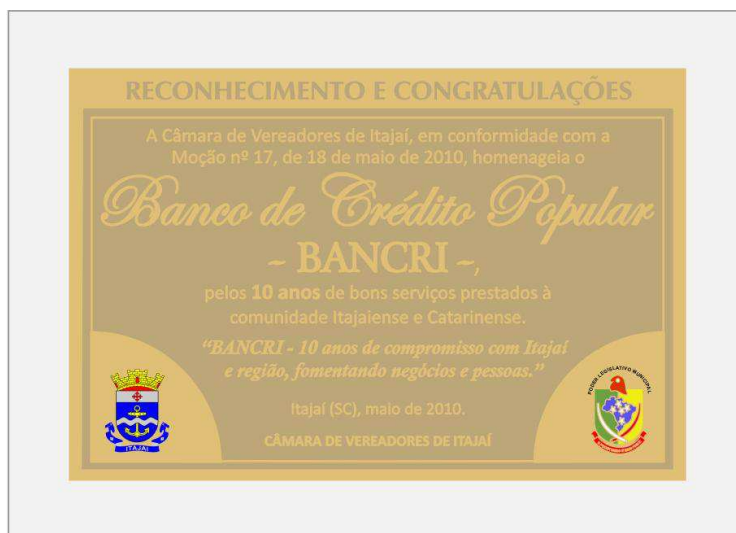 RECONHECIMENTO E CONGRATULAÇÕES
A Câmara de Vereadores de Itajaí, em conformidade com a
Moção nº 17, de 18 de maio de 2010, homenageia o
Banco de Crédito Popular
- BANCRI -,
pelos 10 anos de bons serviços prestados à
comunidade Itajaiense e Catarinense.
"BANCRI - 10 anos de compromisso com Itajaí
e região, fomentando negócios e pessoas."
Itajaí (SC), maio de 2010.
CÂMARA DE VEREADORES DE ITAJAÍ
ITAJAÍ
PODER LEGISLATIVO MUNICIPAL